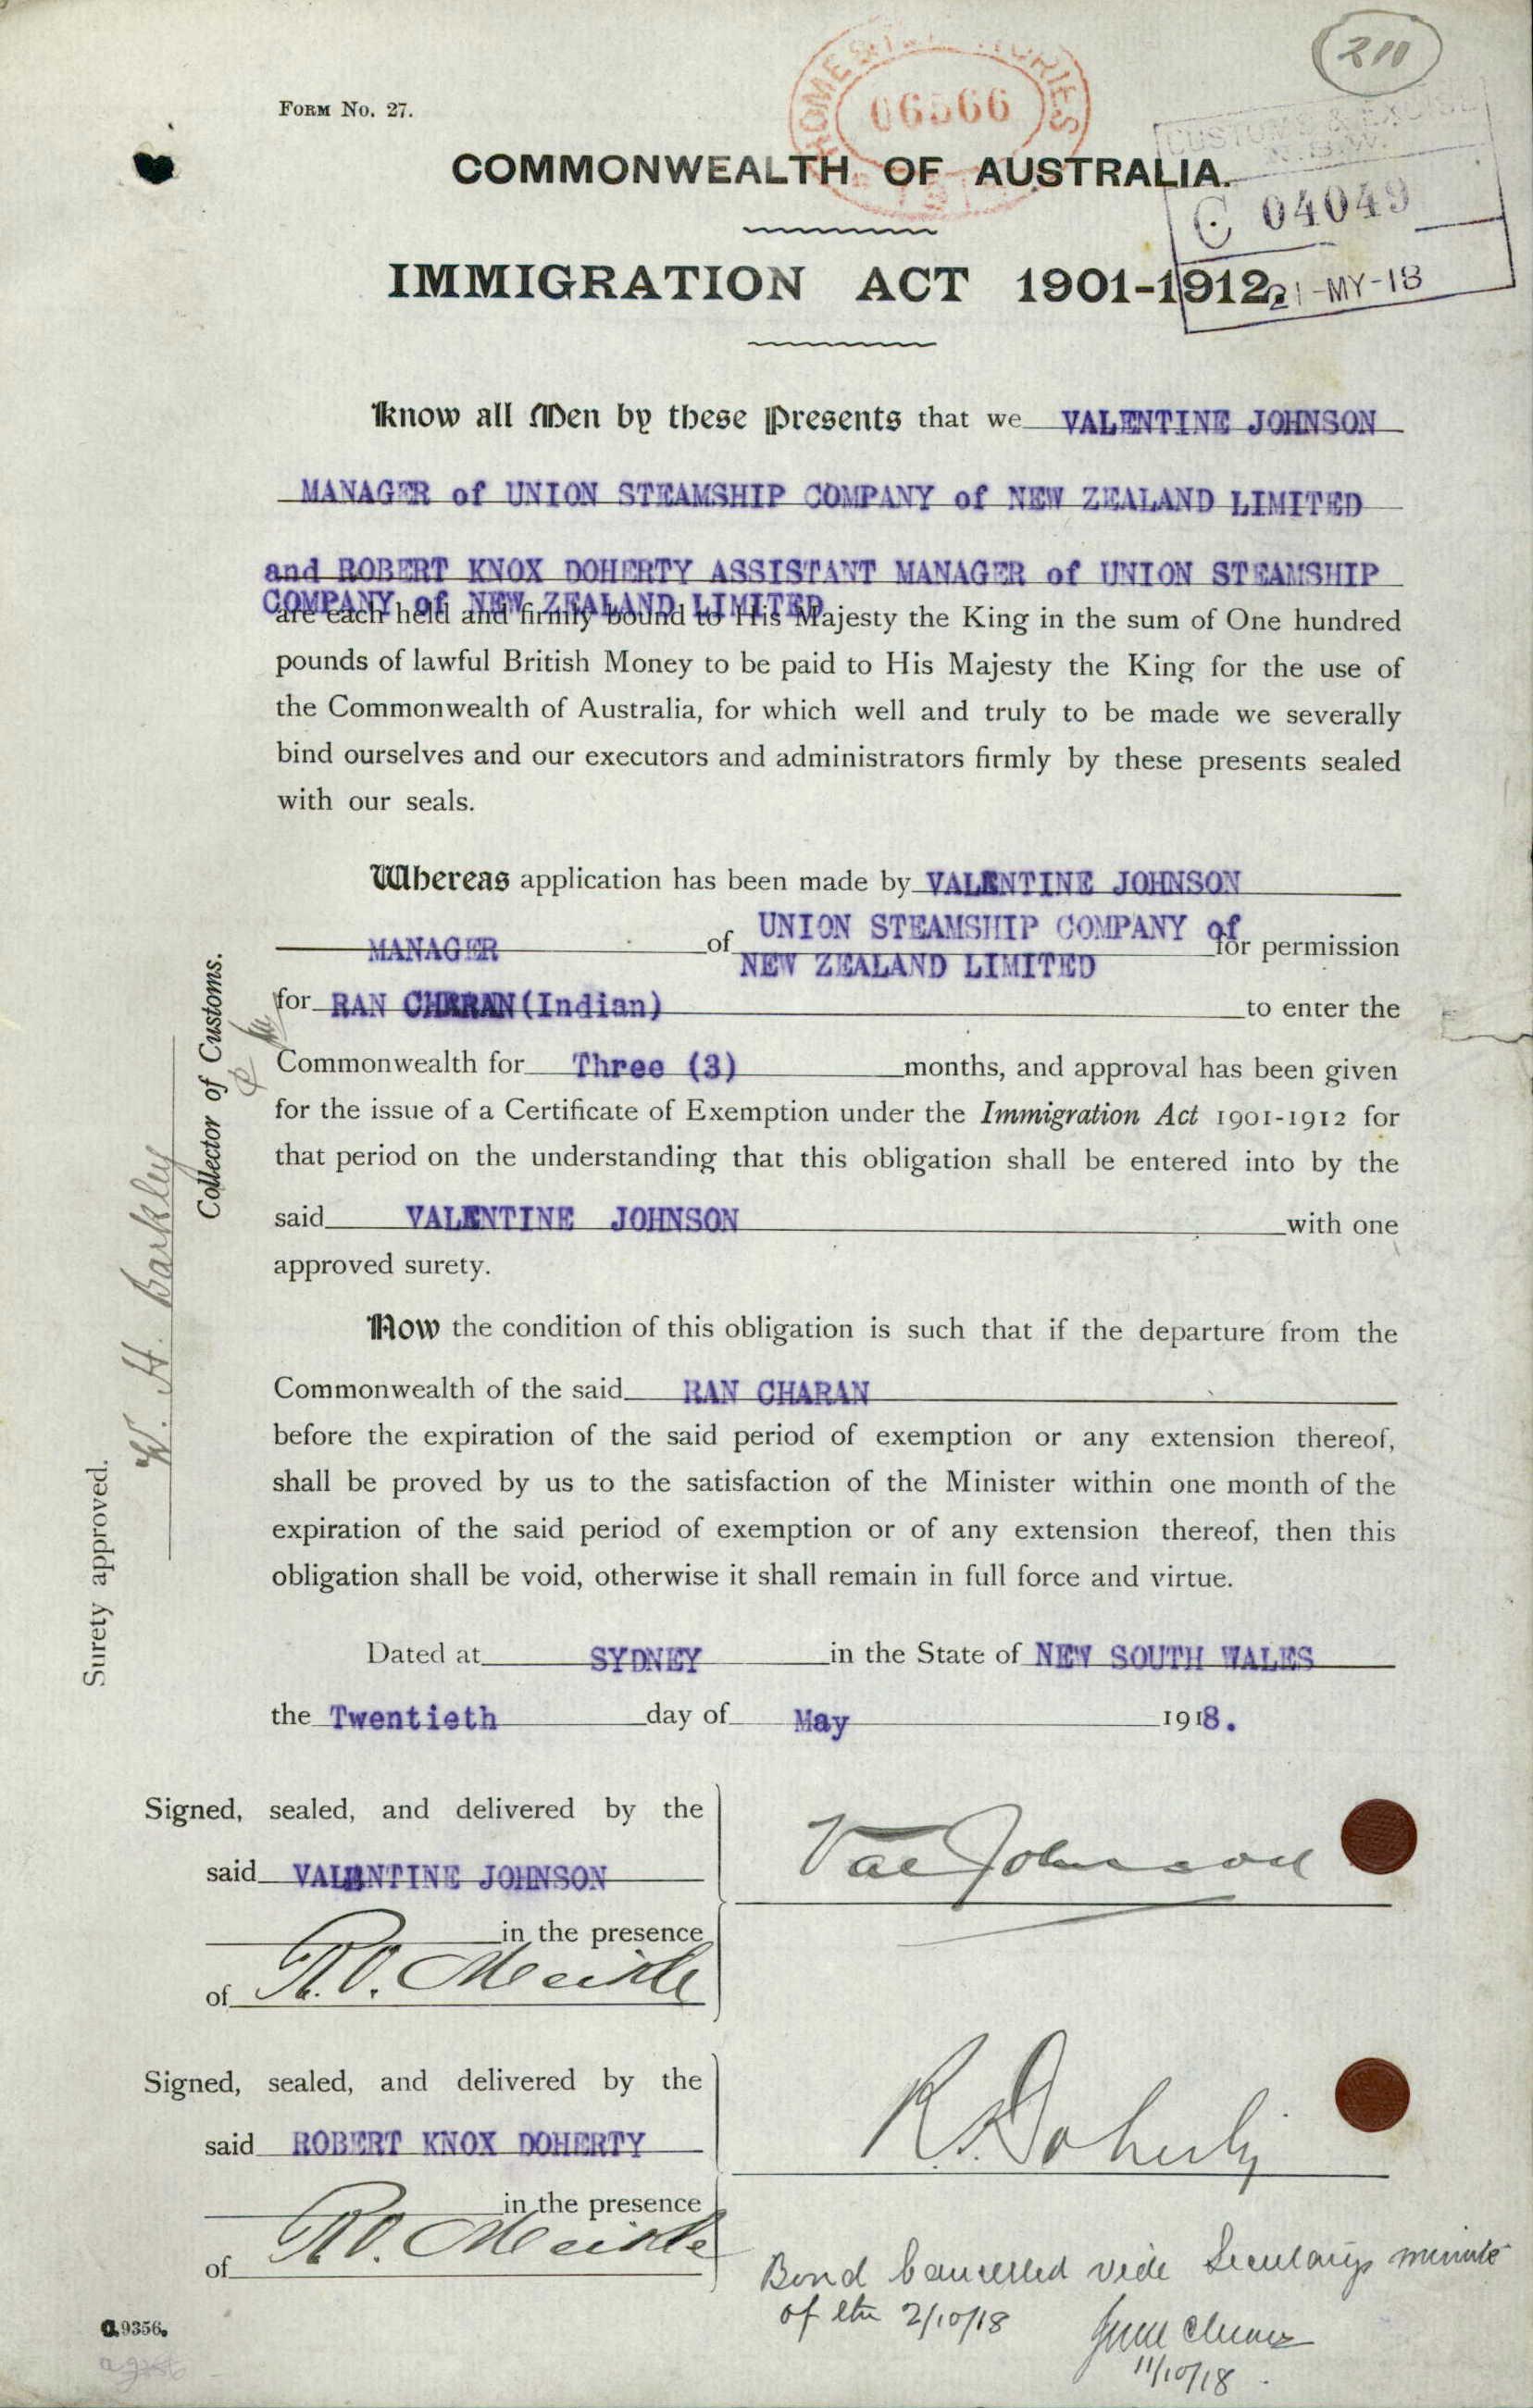 211
HOME & TERRITORIES
06566
FORM No. 27.
CUSTOMS & EXCISE
N.S.W.
COMMONWEALTH OF AUSTRALIA.
C 04049
IMMIGRATION ACT 1901-1912.
21-MY-18
Know all Men by these Presents that we VALENTINE JOHNSON
MANAGER of UNION STEAMSHIP COMPANY of NEW ZEALAND LIMITED
and ROBERT KNOX DOHERTY ASSISTANT MANAGER of UNION STEAMSHIP
COMPANY of NEW ZEALAND LIMITED
are each held and firmly bound to His Majesty the King in the sum of One hundred
pounds of lawful British Money to be paid to His Majesty the King for the use of
the Commonwealth of Australia, for which well and truly to be made we severally
bind ourselves and our executors and administrators firmly by these presents sealed
with our seals.
Whereas application has been made by VALENTINE JOHNSON
MANAGER of UNION STEAMSHIP COMPANY of
NEW ZEALAND LIMITED for permission
for RAN CHARAN (Indian) to enter the
Commonwealth for Three (3) months, and approval has been given
for the issue of a Certificate of Exemption under the Immigration Act 1901-1912 for
that period on the understanding that this obligation shall be entered into by the
said VALENTINE JOHNSON with one
approved surety.
Now the condition of this obligation is such that if the departure from the
Commonwealth of the said RAN CHARAN
before the expiration of the said period of exemption or any extension thereof,
shall be proved by us to the satisfaction of the Minister within one month of the
expiration of the said period of exemption or of any extension thereof, then this
obligation shall be void, otherwise it shall remain in full force and virtue.
Surety approved.
W. H. Barkley
Collector of Customs.
Dated at SYDNEY in the State of NEW SOUTH WALES
the Twentieth day of May 1918.
Signed, sealed, and delivered by the
said VALENTINE JOHNSON
in the presence
of
Val Johnson
Signed, sealed, and delivered by the
said ROBERT KNOX DOHERTY
in the presence
of
R.K. Doherty
Bond Cancelled vide Secretarys minute
of 2/10/18
11/10/18
C.9356.